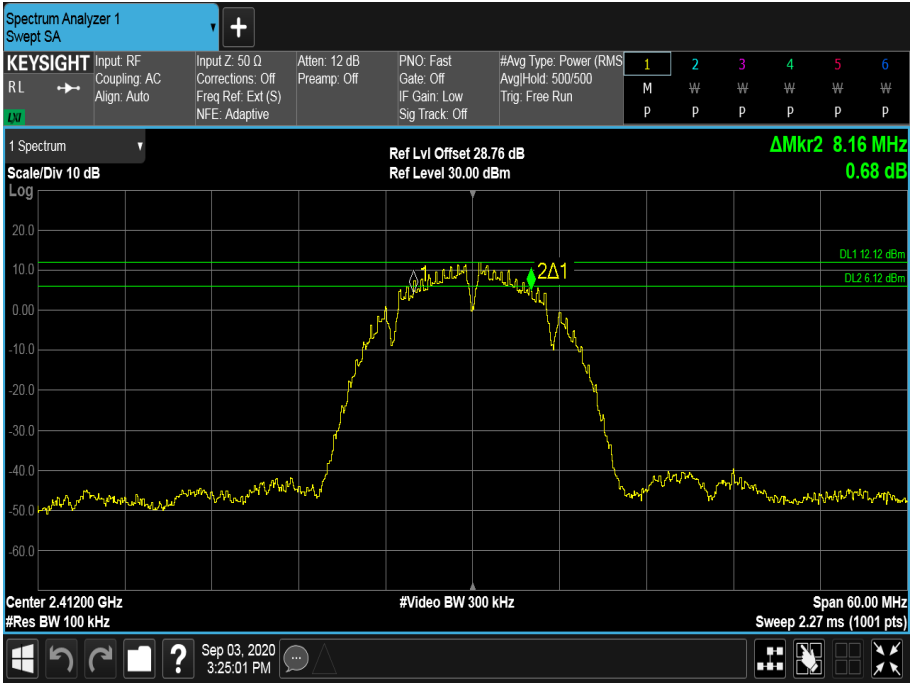 Spectrum Analyzer 1
Swept SA
+
KEYSIGHT
RL
LXI
Input: RF
Coupling: AC
Align: Auto
Input Z: 50 Ω
Corrections: Off
Freq Ref: Ext (S)
NFE: Adaptive
Atten: 12 dB
Preamp: Off
PNO: Fast
Gate: Off
IF Gain: Low
Sig Track: Off
#Avg Type: Power (RMS
Avg|Hold: 500/500
Trig: Free Run
1 2 3 4 5 6
M W W W W W
P P P P P P
1 Spectrum
Scale/Div 10 dB
Log
Ref Lvl Offset 28.76 dB
Ref Level 30.00 dBm
ΔMkr2 8.16 MHz
0.68 dB
20.0
DL1 12.12 dBm
10.0
1
2Δ1
DL2 6.12 dBm
0.00
-10.0
-20.0
-30.0
-40.0
-50.0
-60.0
Center 2.41200 GHz
#Video BW 300 kHz
Span 60.00 MHz
#Res BW 100 kHz
Sweep 2.27 ms (1001 pts)
?
Sep 03, 2020
3:25:01 PM